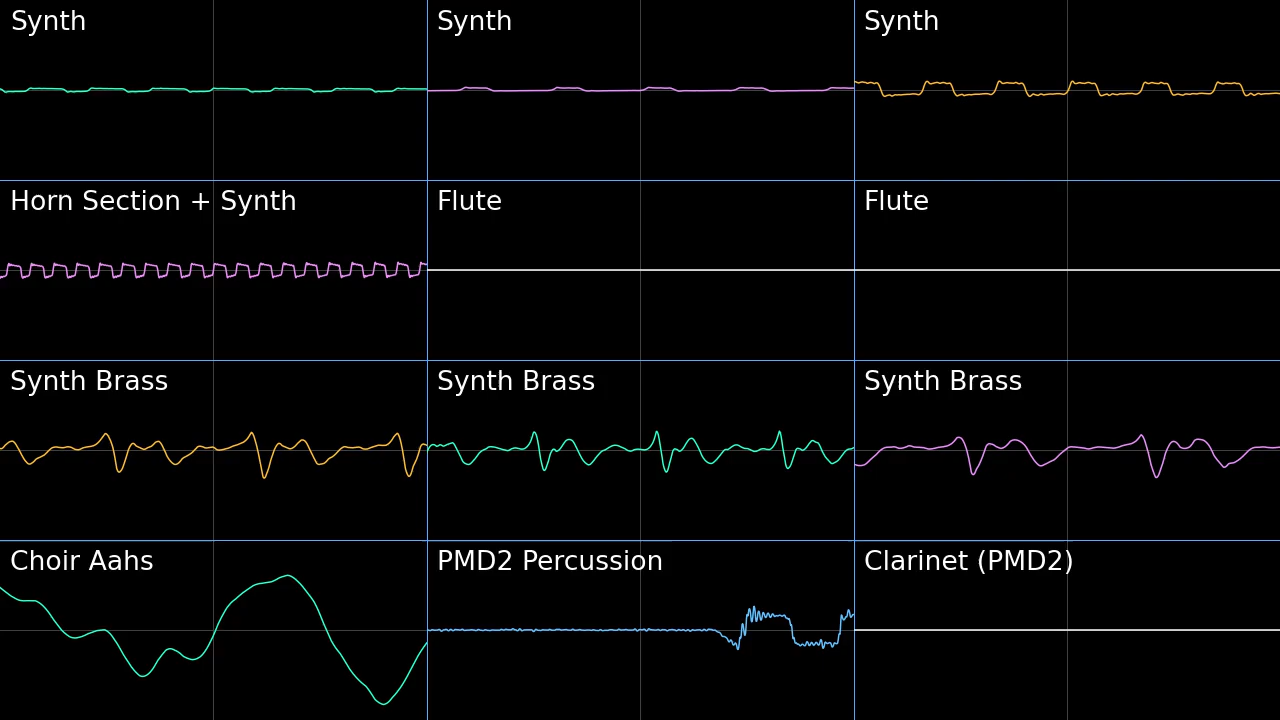 Synth
Synth
Synth
Horn Section + Synth
Flute
Flute
Synth Brass
Synth Brass
Synth Brass
Choir Aahs
PMD2 Percussion
Clarinet (PMD2)